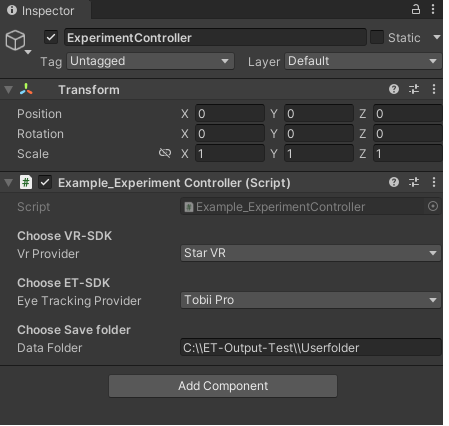 Inspector
ExperimentController Static
Tag Untagged Layer Default
Transform
Position X 0 Y 0 Z 0
Rotation X 0 Y 0 Z 0
Scale X 1 Y 1 Z 1
Example_Experiment Controller (Script)
Script Example_ExperimentController
Choose VR-SDK
Vr Provider Star VR
Choose ET-SDK
Eye Tracking Provider Tobii Pro
Choose Save folder
Data Folder C:\\ET-Output-Test\\Userfolder
Add Component